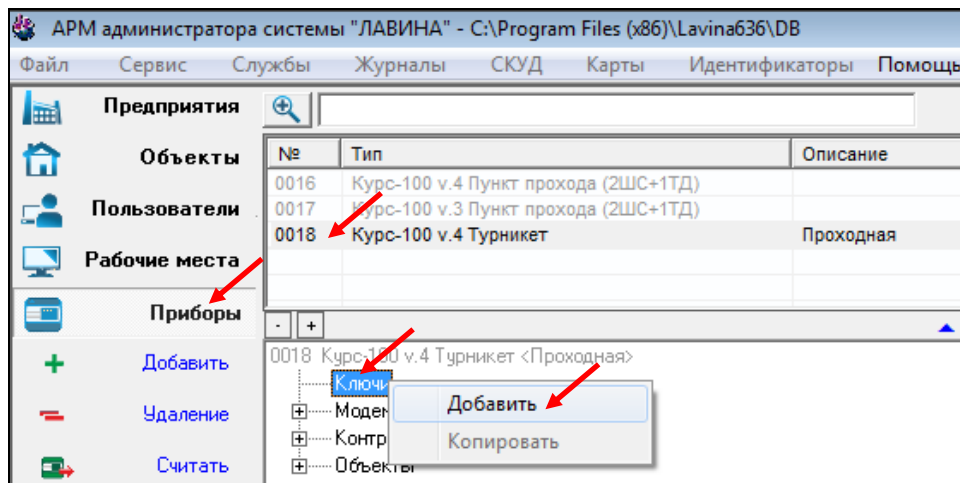 АРМ администратора системы "ЛАВИНА" - C:\Program Files (x86)\Lavina636\DB
Файл Сервис Службы Журналы СКУД Карты Идентификаторы Помощь
Предприятия
Объекты
Пользователи
Рабочие места
Приборы
Добавить
Удаление
Считать
№ Тип Описание
0016 Курс-100 v.4 Пункт прохода (2ШС+1ТД)
0017 Курс-100 v.3 Пункт прохода (2ШС+1ТД)
0018 Курс-100 v.4 Турникет Проходная
- +
0018 Курс-100 v.4 Турникет <Проходная>
Ключи
Модем
Контр
Объекты
Добавить
Копировать